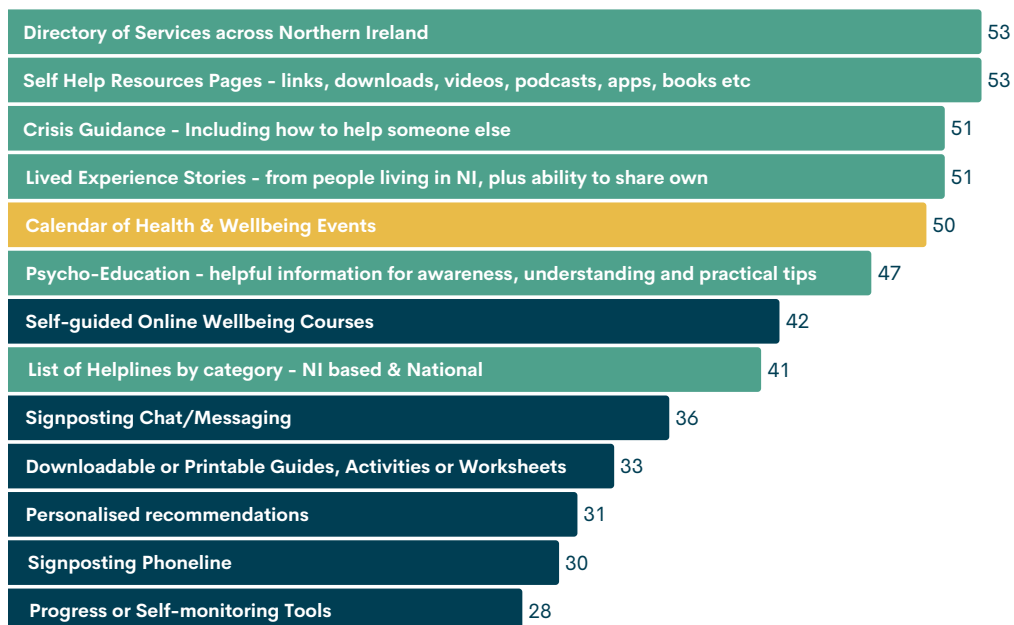 Directory of Services across Northern Ireland 53
Self Help Resources Pages - links, downloads, videos, podcasts, apps, books etc 53
Crisis Guidance - Including how to help someone else 51
Lived Experience Stories - from people living in NI, plus ability to share own 51
Calendar of Health & Wellbeing Events 50
Psycho-Education - helpful information for awareness, understanding and practical tips 47
Self-guided Online Wellbeing Courses 42
List of Helplines by category - NI based & National 41
Signposting Chat/Messaging 36
Downloadable or Printable Guides, Activities or Worksheets 33
Personalised recommendations 31
Signposting Phoneline 30
Progress or Self-monitoring Tools 28